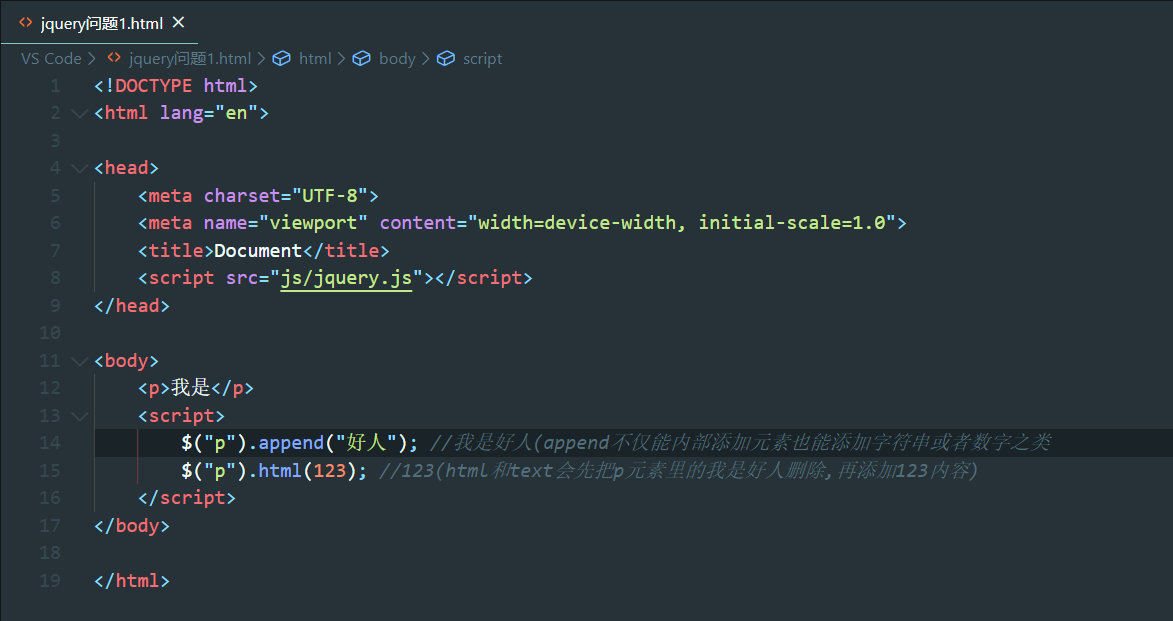 jquery问题1.html
VS Code > jquery问题1.html > html > body > script
1 <!DOCTYPE html>
2 <html lang="en">
3
4 <head>
5     <meta charset="UTF-8">
6     <meta name="viewport" content="width=device-width, initial-scale=1.0">
7     <title>Document</title>
8     <script src="js/jquery.js"></script>
9 </head>
10
11 <body>
12     <p>我是</p>
13     <script>
14         $("p").append("好人"); //我是好人(append不仅能内部添加元素也能添加字符串或者数字之类
15         $("p").html(123); //123(html和text会先把p元素里的我是好人删除,再添加123内容)
16     </script>
17 </body>
18
19 </html>